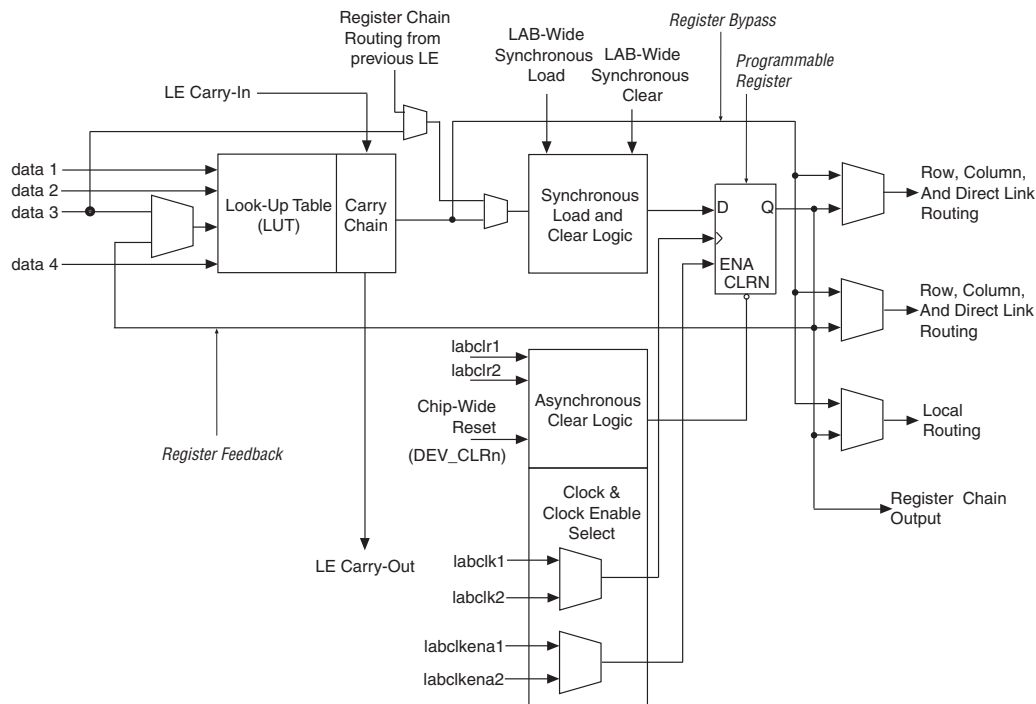 Register Chain
Routing from
previous LE
LAB-Wide
Synchronous
Load
LAB-Wide
Synchronous
Clear
Register Bypass
Programmable
Register
LE Carry-In
data 1
data 2
data 3
data 4
Look-Up Table
(LUT)
Carry
Chain
Synchronous
Load and
Clear Logic
D
Q
ENA
CLRN
Row, Column,
And Direct Link
Routing
Row, Column,
And Direct Link
Routing
Local
Routing
Register Chain
Output
Register Feedback
labclr1
labclr2
Chip-Wide
Reset
(DEV_CLRn)
Asynchronous
Clear Logic
Clock &
Clock Enable
Select
LE Carry-Out
labclk1
labclk2
labclkena1
labclkena2